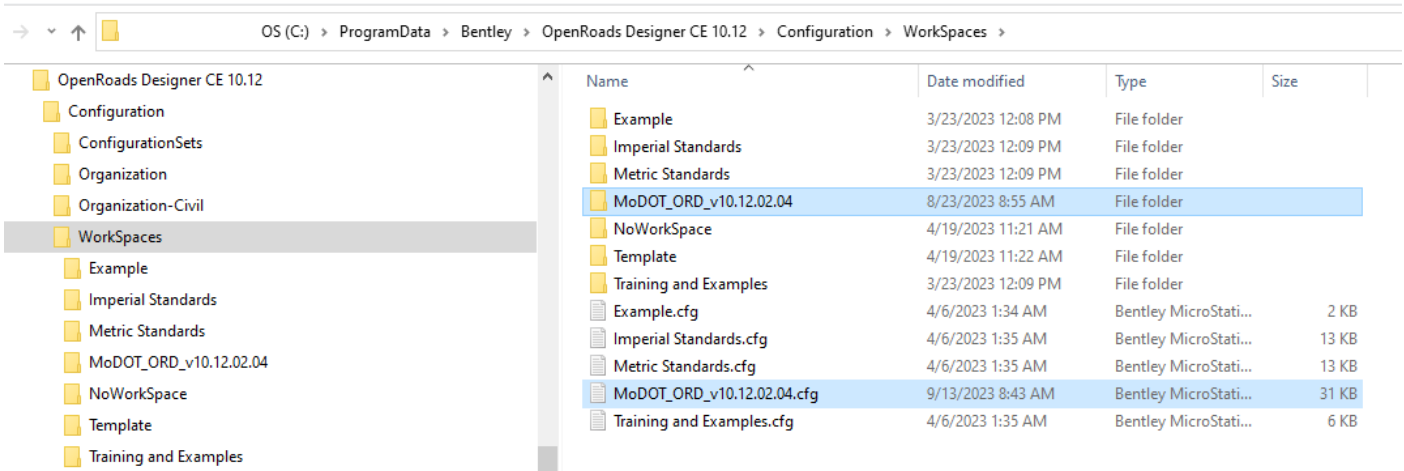 OS (C:) > ProgramData > Bentley > OpenRoads Designer CE 10.12 > Configuration > WorkSpaces >
OpenRoads Designer CE 10.12
Configuration
ConfigurationSets
Organization
Organization-Civil
WorkSpaces
Example
Imperial Standards
Metric Standards
MoDOT_ORD_v10.12.02.04
NoWorkSpace
Template
Training and Examples
Name Date modified Type Size
Example 3/23/2023 12:08 PM File folder
Imperial Standards 3/23/2023 12:09 PM File folder
Metric Standards 3/23/2023 12:09 PM File folder
MoDOT_ORD_v10.12.02.04 8/23/2023 8:55 AM File folder
NoWorkSpace 4/19/2023 11:21 AM File folder
Template 4/19/2023 11:22 AM File folder
Training and Examples 3/23/2023 12:09 PM File folder
Example.cfg 4/6/2023 1:34 AM Bentley MicroStati... 2 KB
Imperial Standards.cfg 4/6/2023 1:35 AM Bentley MicroStati... 13 KB
Metric Standards.cfg 4/6/2023 1:35 AM Bentley MicroStati... 13 KB
MoDOT_ORD_v10.12.02.04.cfg 9/13/2023 8:43 AM Bentley MicroStati... 31 KB
Training and Examples.cfg 4/6/2023 1:35 AM Bentley MicroStati... 6 KB